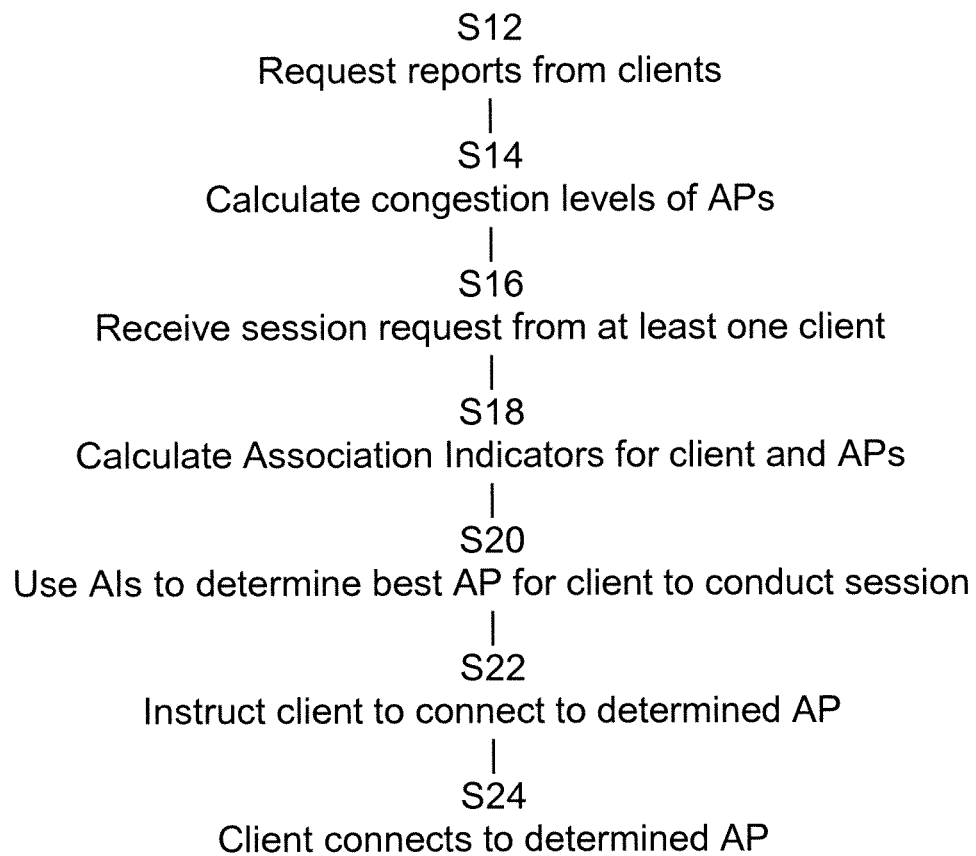 S12
Request reports from clients
S14
Calculate congestion levels of APs
S16
Receive session request from at least one client
S18
Calculate Association Indicators for client and APs
S20
Use AIs to determine best AP for client to conduct session
S22
Instruct client to connect to determined AP
S24
Client connects to determined AP